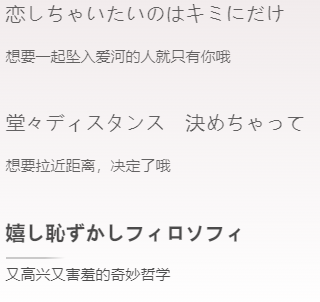 恋しちゃいたいのはキミにだけ
想要一起坠入爱河的人就只有你哦
堂々ディスタンス　決めちゃって
想要拉近距离，决定了哦
嬉し恥ずかしフィロソフィ
又高兴又害羞的奇妙哲学